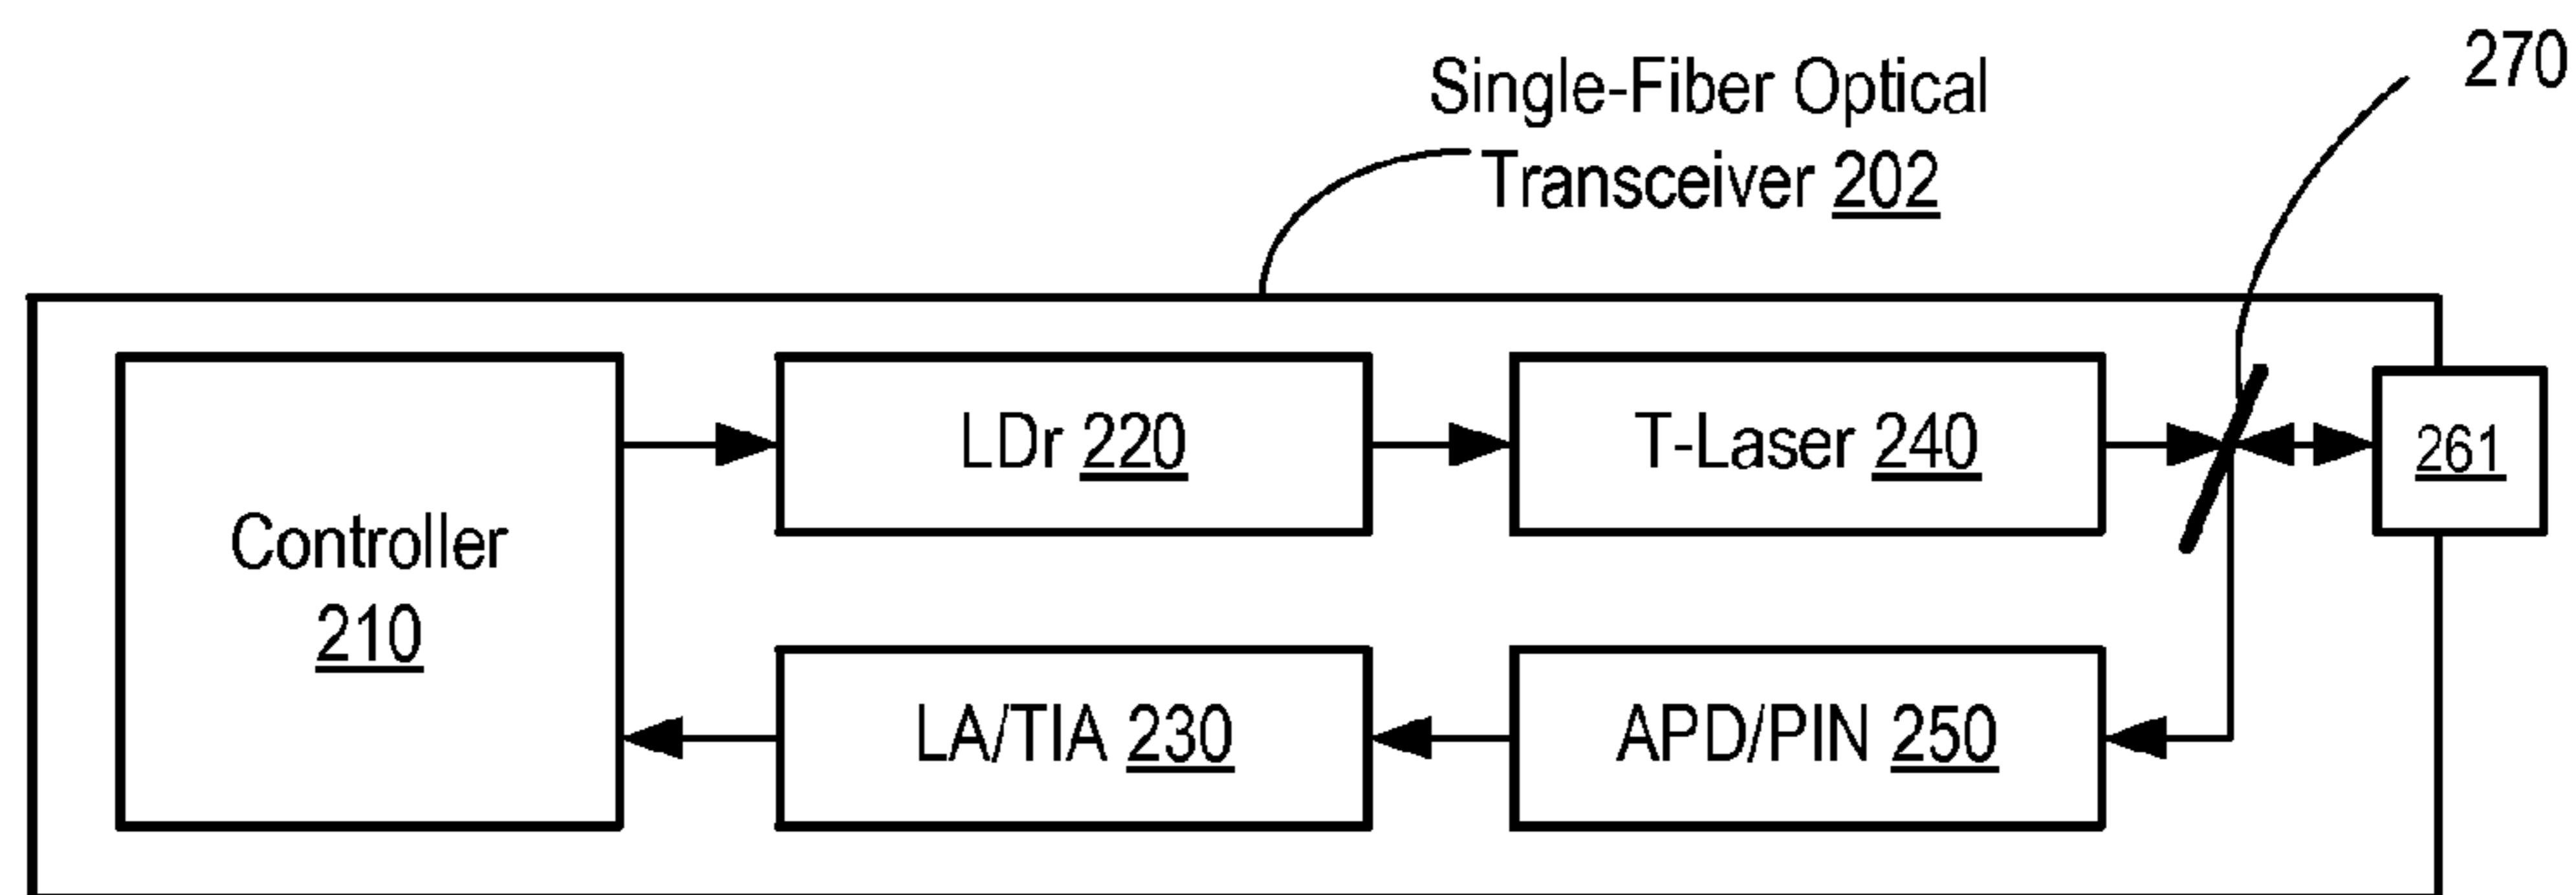 270
Single-Fiber Optical
Transceiver 202
LDr 220
T-Laser 240
261
Controller
210
LA/TIA 230
APD/PIN 250